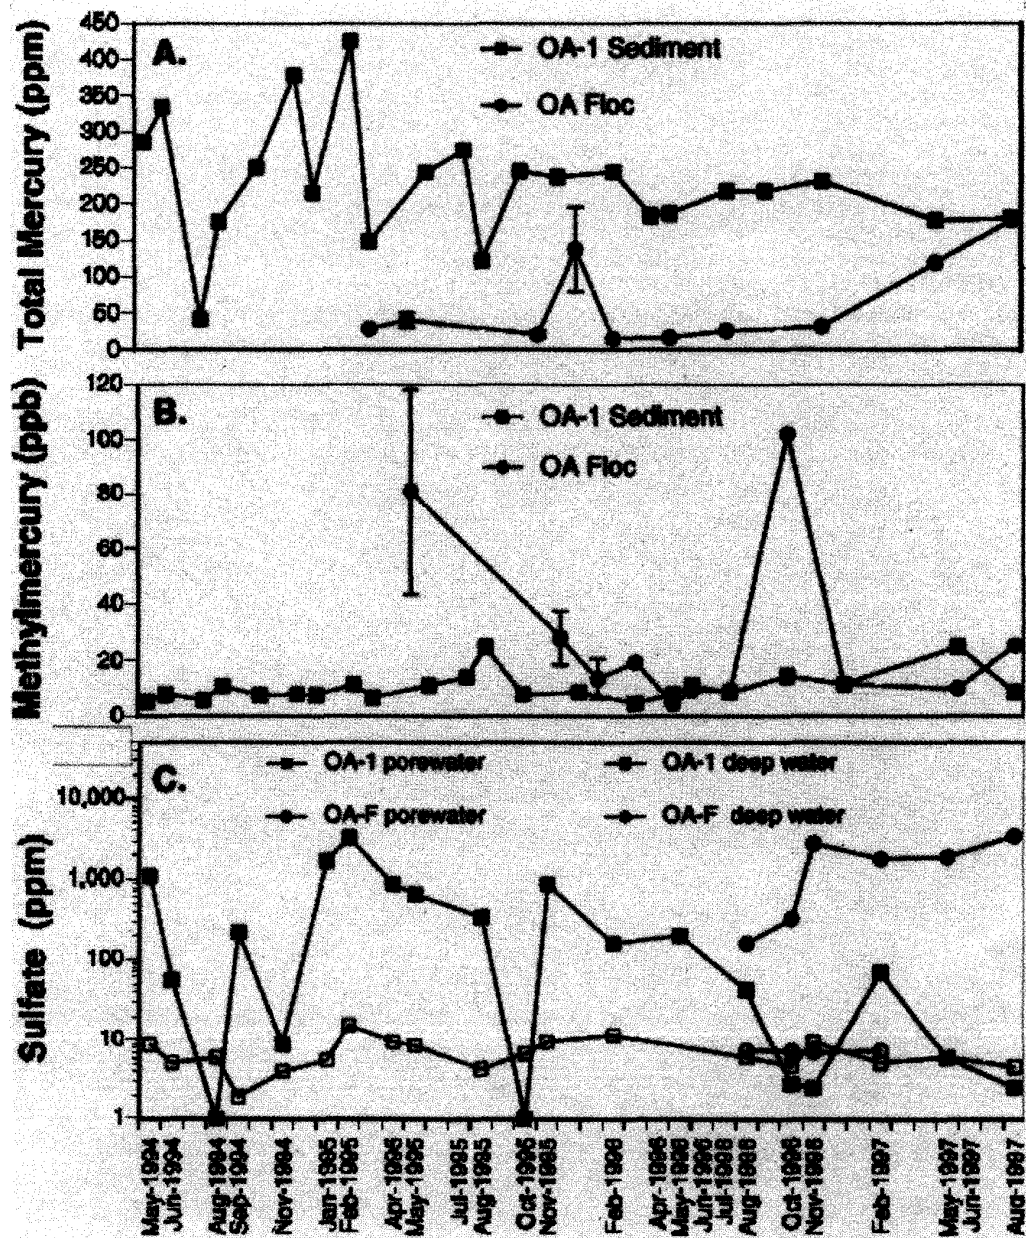 A.
OA-1 Sediment
OA Floc
Total Mercury (ppm)
450
400
350
300
250
200
150
100
50
0
B.
OA-1 Sediment
OA Floc
Methylmercury (ppb)
120
100
80
60
40
20
0
C.
OA-1 porewater
OA-1 deep water
OA-F porewater
OA-F deep water
Sulfate (ppm)
10,000
1,000
100
10
1
May-1994
Jun-1994
Aug-1994
Sep-1994
Nov-1994
Jan-1995
Feb-1995
Apr-1995
May-1995
Jul-1995
Aug-1995
Oct-1995
Nov-1995
Feb-1996
Apr-1996
May-1996
Jun-1996
Jul-1996
Aug-1996
Oct-1996
Nov-1996
Feb-1997
May-1997
Jun-1997
Aug-1997